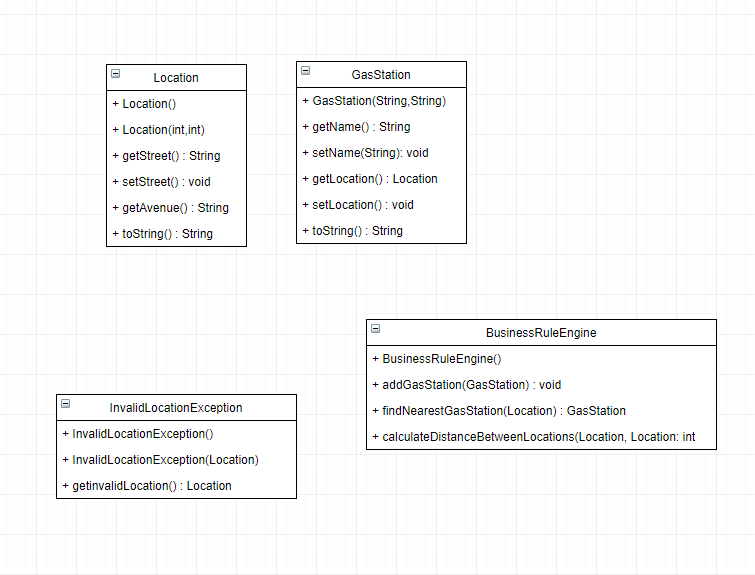 Location
+ Location()
+ Location(int,int)
+ getStreet() : String
+ setStreet() : void
+ getAvenue() : String
+ toString() : String
GasStation
+ GasStation(String,String)
+ getName() : String
+ setName(String): void
+ getLocation() : Location
+ setLocation() : void
+ toString() : String
InvalidLocationException
+ InvalidLocationException()
+ InvalidLocationException(Location)
+ getinvalidLocation() : Location
BusinessRuleEngine
+ BusinessRuleEngine()
+ addGasStation(GasStation) : void
+ findNearestGasStation(Location) : GasStation
+ calculateDistanceBetweenLocations(Location, Location: int